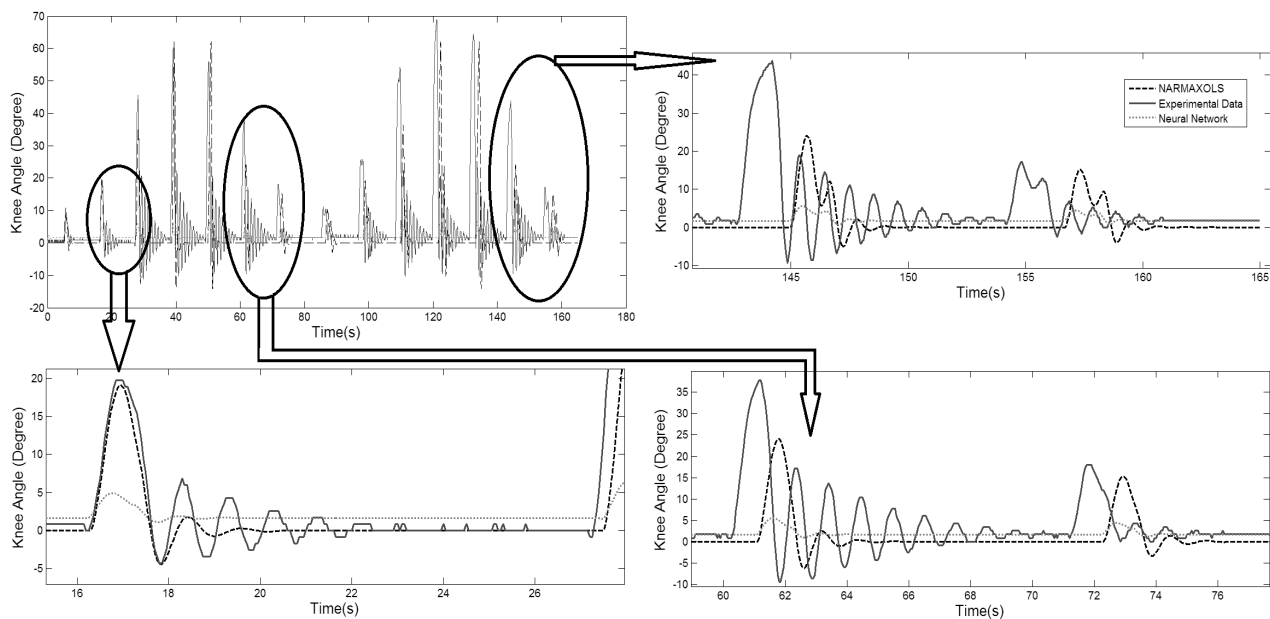 70
60
50
40
30
20
10
0
-10
-20
Knee Angle (Degree)
0 20 40 60 80 100 120 140 160 180
Time(s)
40
30
20
10
0
-10
Knee Angle (Degree)
NARMAXOLS
Experimental Data
Neural Network
145 150 155 160 165
Time(s)
20
15
10
5
0
-5
Knee Angle (Degree)
16 18 20 22 24 26
Time(s)
35
30
25
20
15
10
5
0
-5
-10
Knee Angle (Degree)
60 62 64 66 68 70 72 74 76
Time(s)